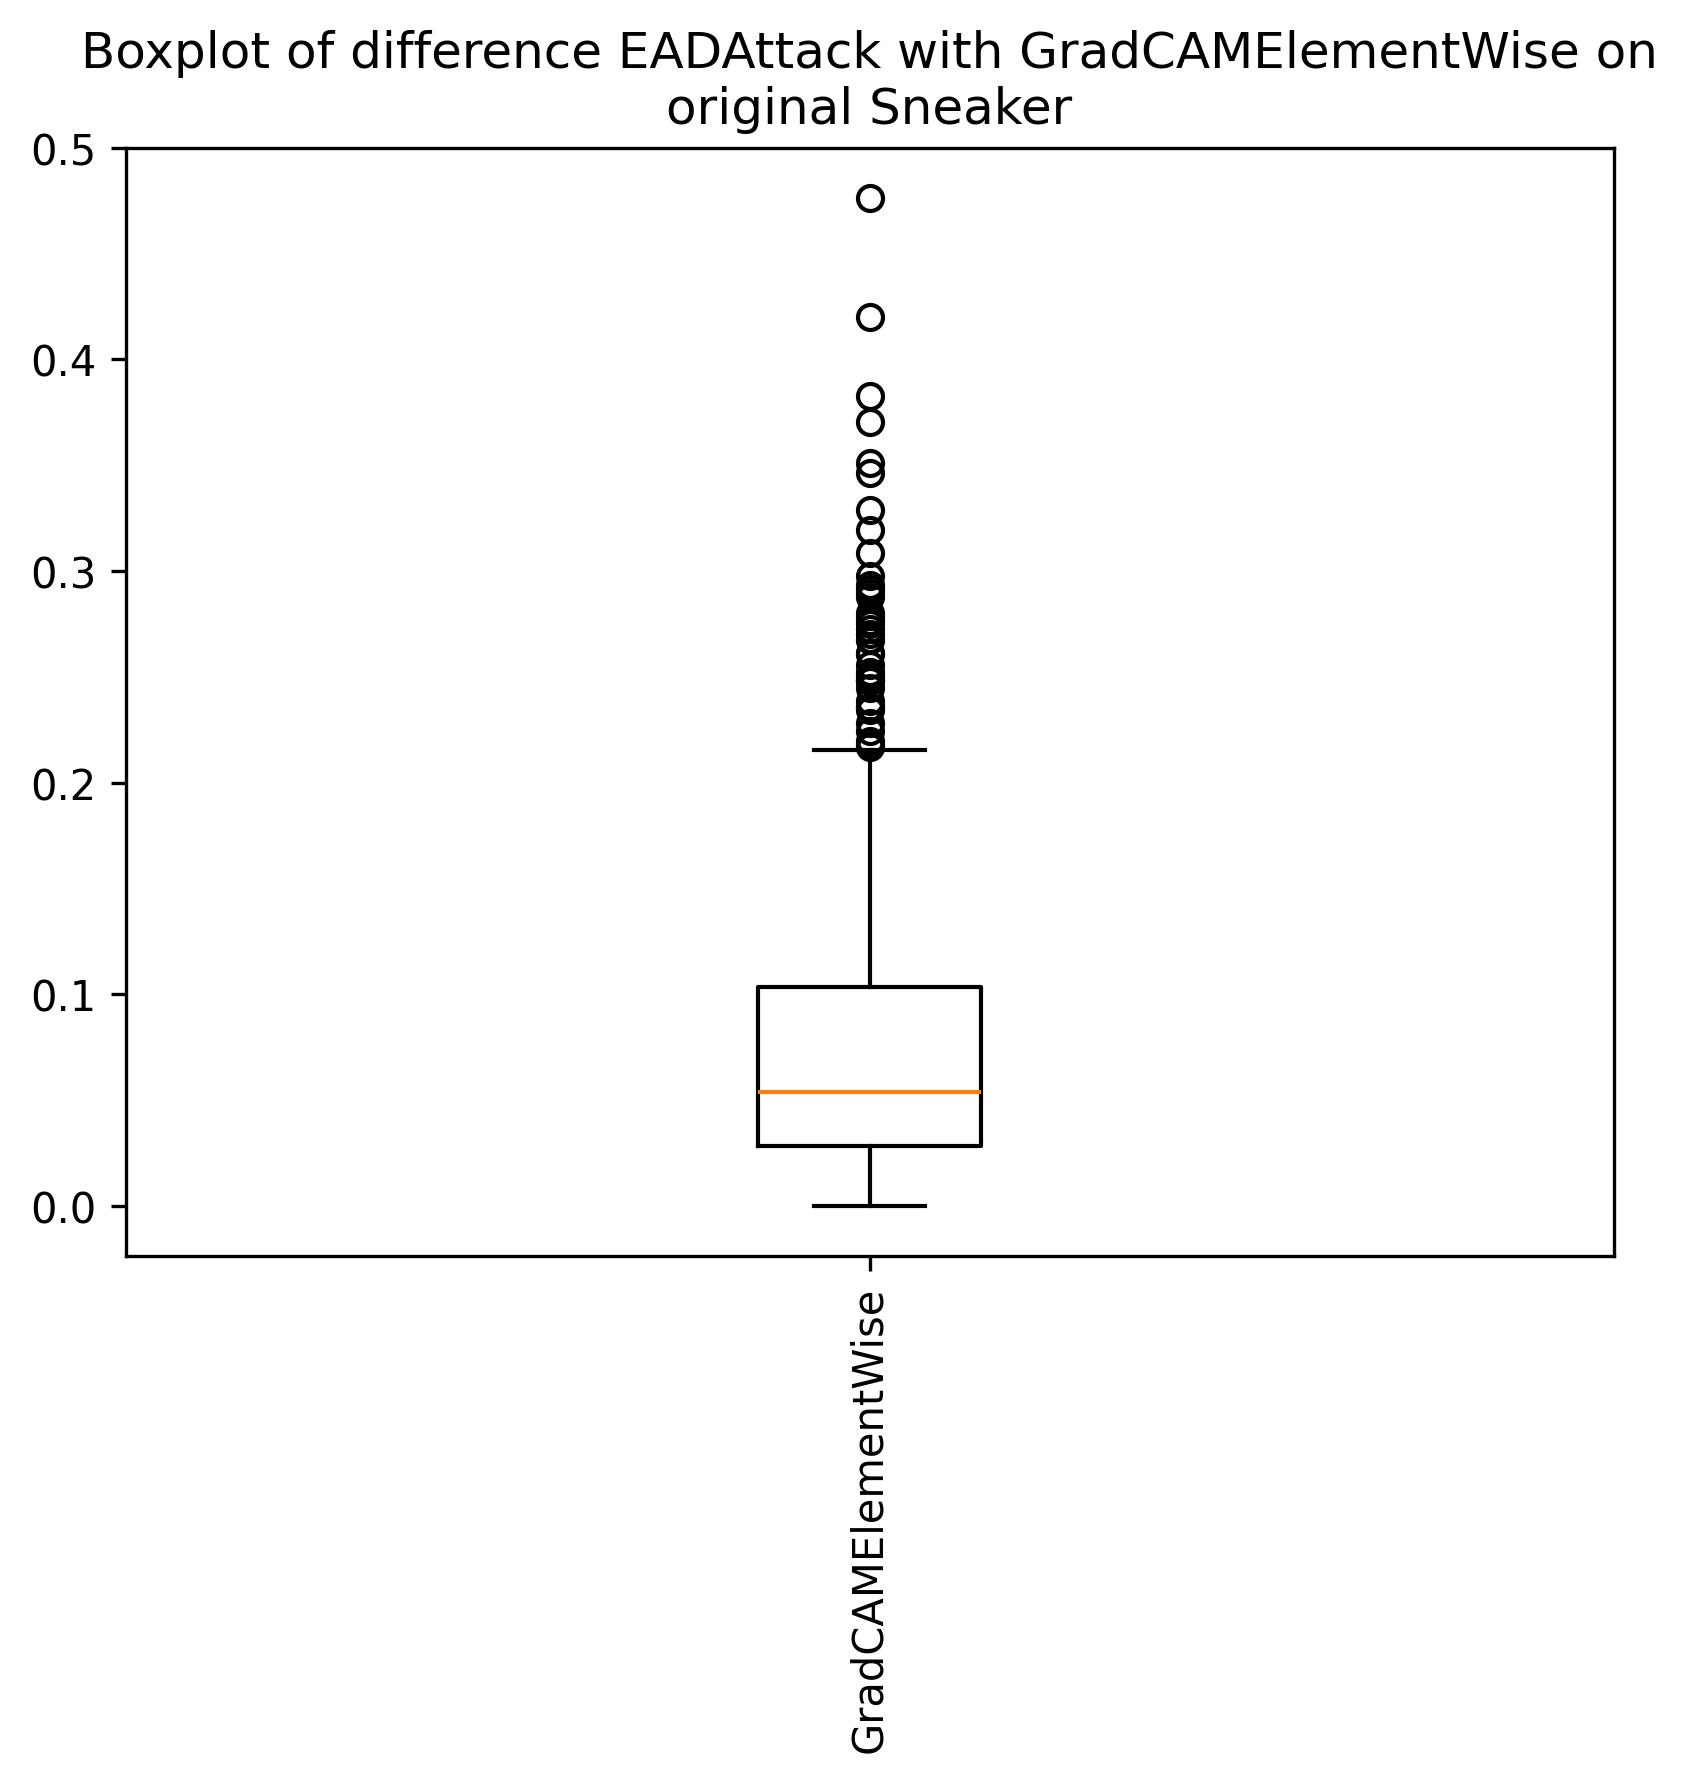 Boxplot of difference EADAttack with GradCAMElementWise on
original Sneaker
0.5
0.4
0.3
0.2
0.1
0.0
GradCAMElementWise